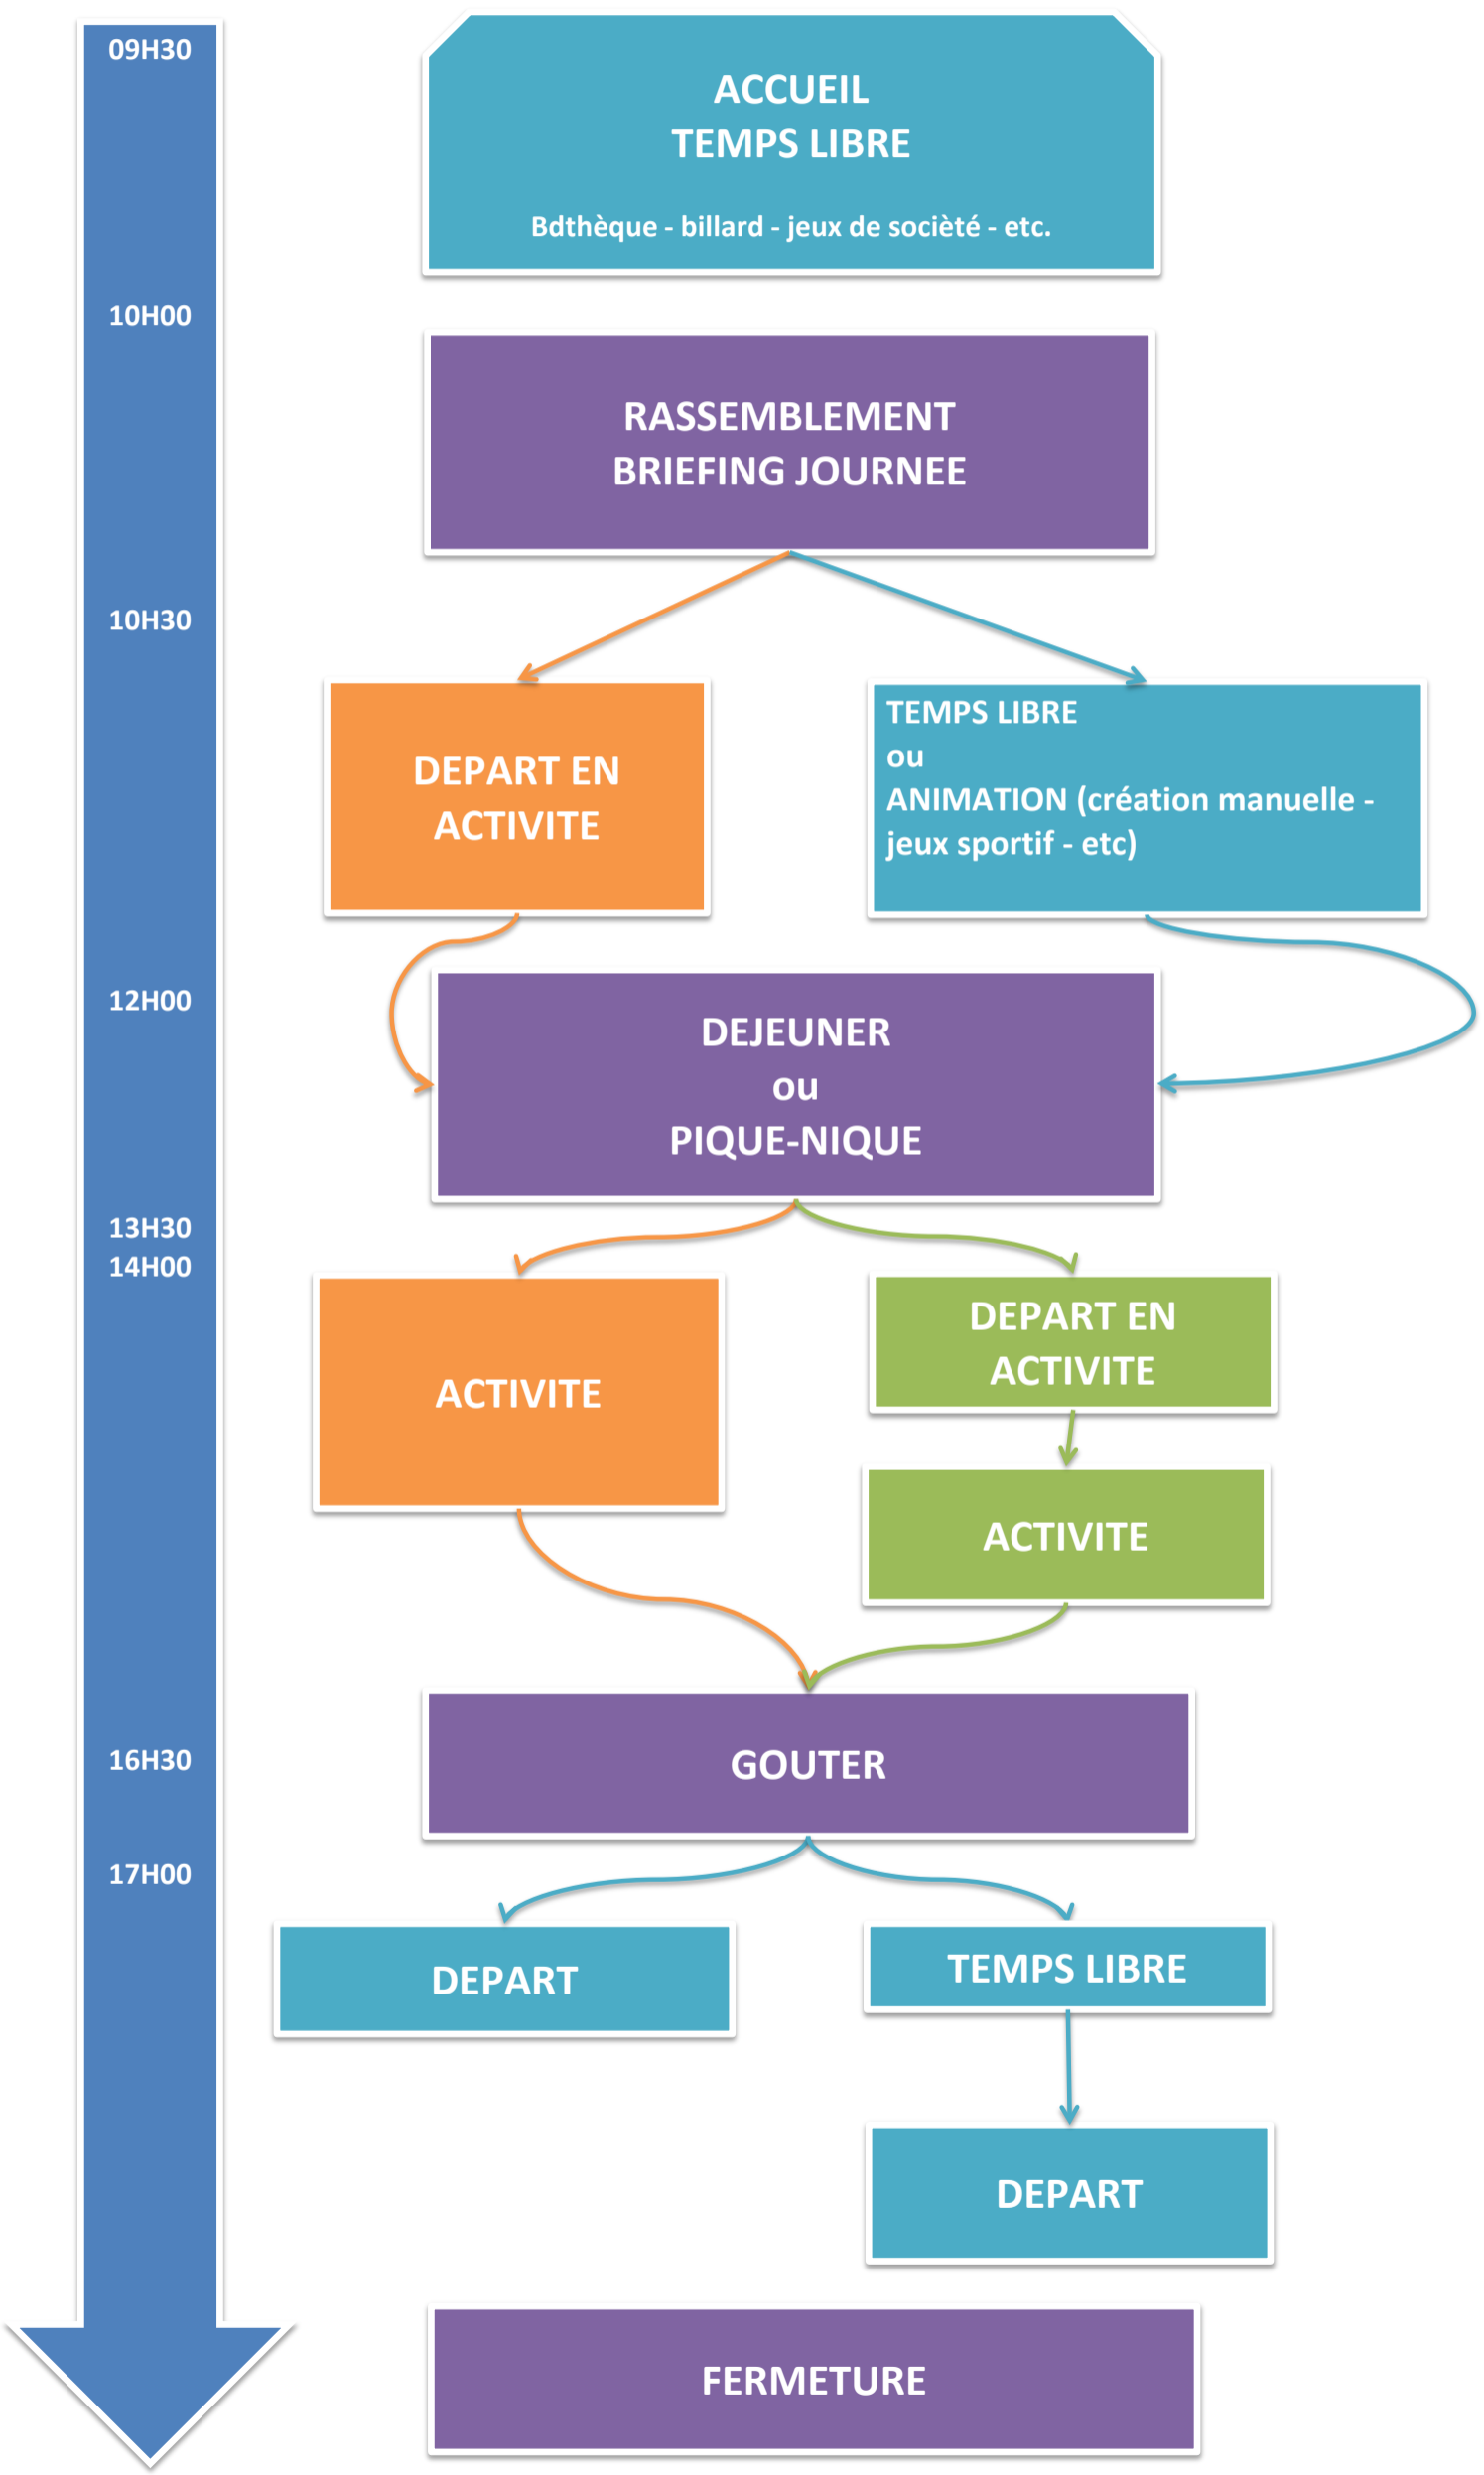 09H30
ACCUEIL
TEMPS LIBRE
Bdthèque - billard - jeux de socièté - etc.
10H00
RASSEMBLEMENT
BRIEFING JOURNEE
10H30
DEPART EN
ACTIVITE
TEMPS LIBRE
ou
ANIMATION (création manuelle -
jeux sportif - etc)
12H00
DEJEUNER
ou
PIQUE-NIQUE
13H30
14H00
ACTIVITE
DEPART EN
ACTIVITE
ACTIVITE
16H30
GOUTER
17H00
DEPART
TEMPS LIBRE
DEPART
FERMETURE